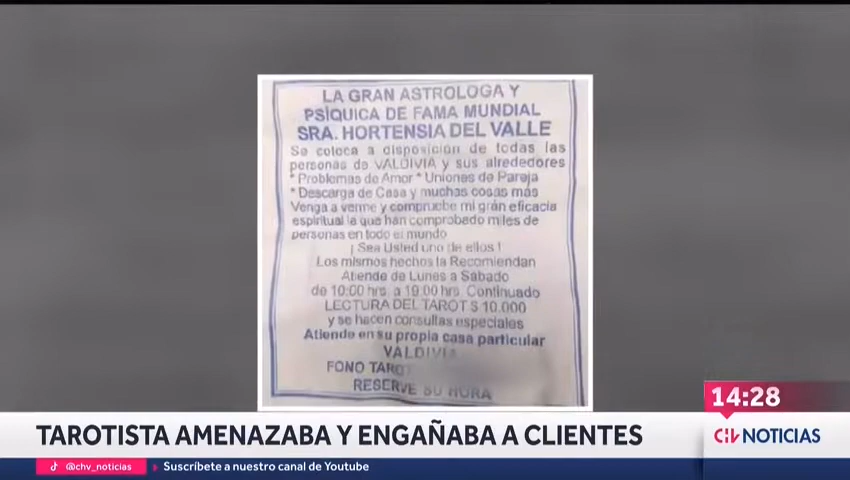 LA GRAN ASTROLOGA Y
PSÍQUICA DE FAMA MUNDIAL
SRA. HORTENSIA DEL VALLE
Se coloca a disposición de todas las
personas de VALDIVIA y sus alrededores
* Problemas de Amor * Uniones de Pareja
* Descarga de Casa y muchas cosas más
Venga a verme y compruebe mi grán eficacia
espiritual la que han comprobado miles de
personas en todo el mundo
¡ Sea Usted uno de ellos !
Los mismos hechos la Recomiendan
Atiende de Lunes a Sábado
de 10:00 hrs. a 19:00 hrs. Continuado
LECTURA DEL TAROT $ 10.000
y se hacen consultas especiales
Atiende en su propia casa particular
VALDIVIA
FONO TAROT
RESERVE SU HORA
14:28
TAROTISTA AMENAZABA Y ENGAÑABA A CLIENTES
CHV NOTICIAS
@chv_noticias
Suscríbete a nuestro canal de Youtube